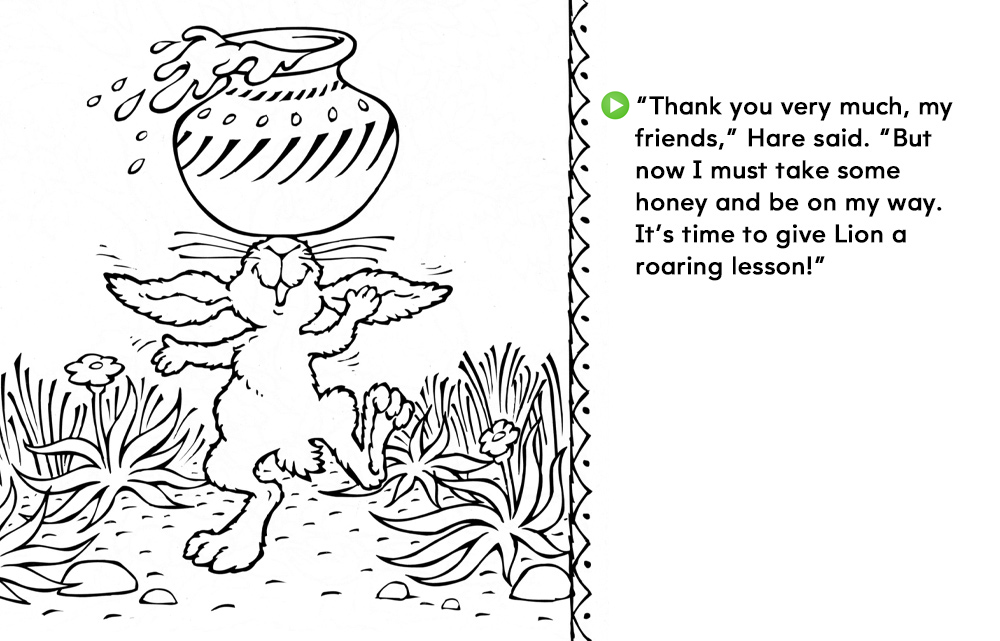 “Thank you very much, my
friends,” Hare said. “But
now I must take some
honey and be on my way.
It’s time to give Lion a
roaring lesson!”